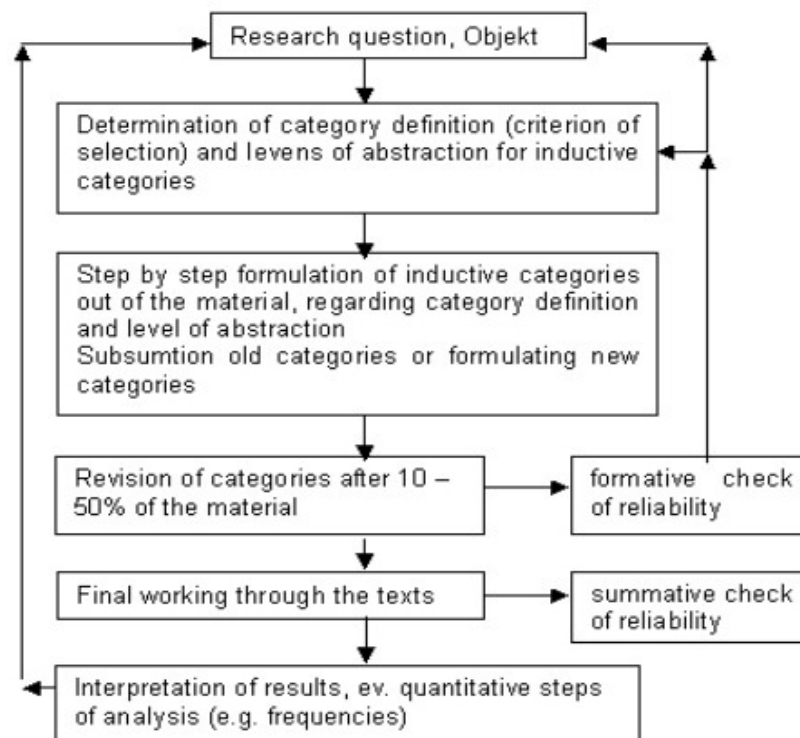 Research question, Objekt
Determination of category definition (criterion of
selection) and levens of abstraction for inductive
categories
Step by step formulation of inductive categories
out of the material, regarding category definition
and level of abstraction
Subsumtion old categories or formulating new
categories
Revision of categories after 10 –
50% of the material
formative check
of reliability
Final working through the texts
summative check
of reliability
Interpretation of results, ev. quantitative steps
of analysis (e.g. frequencies)